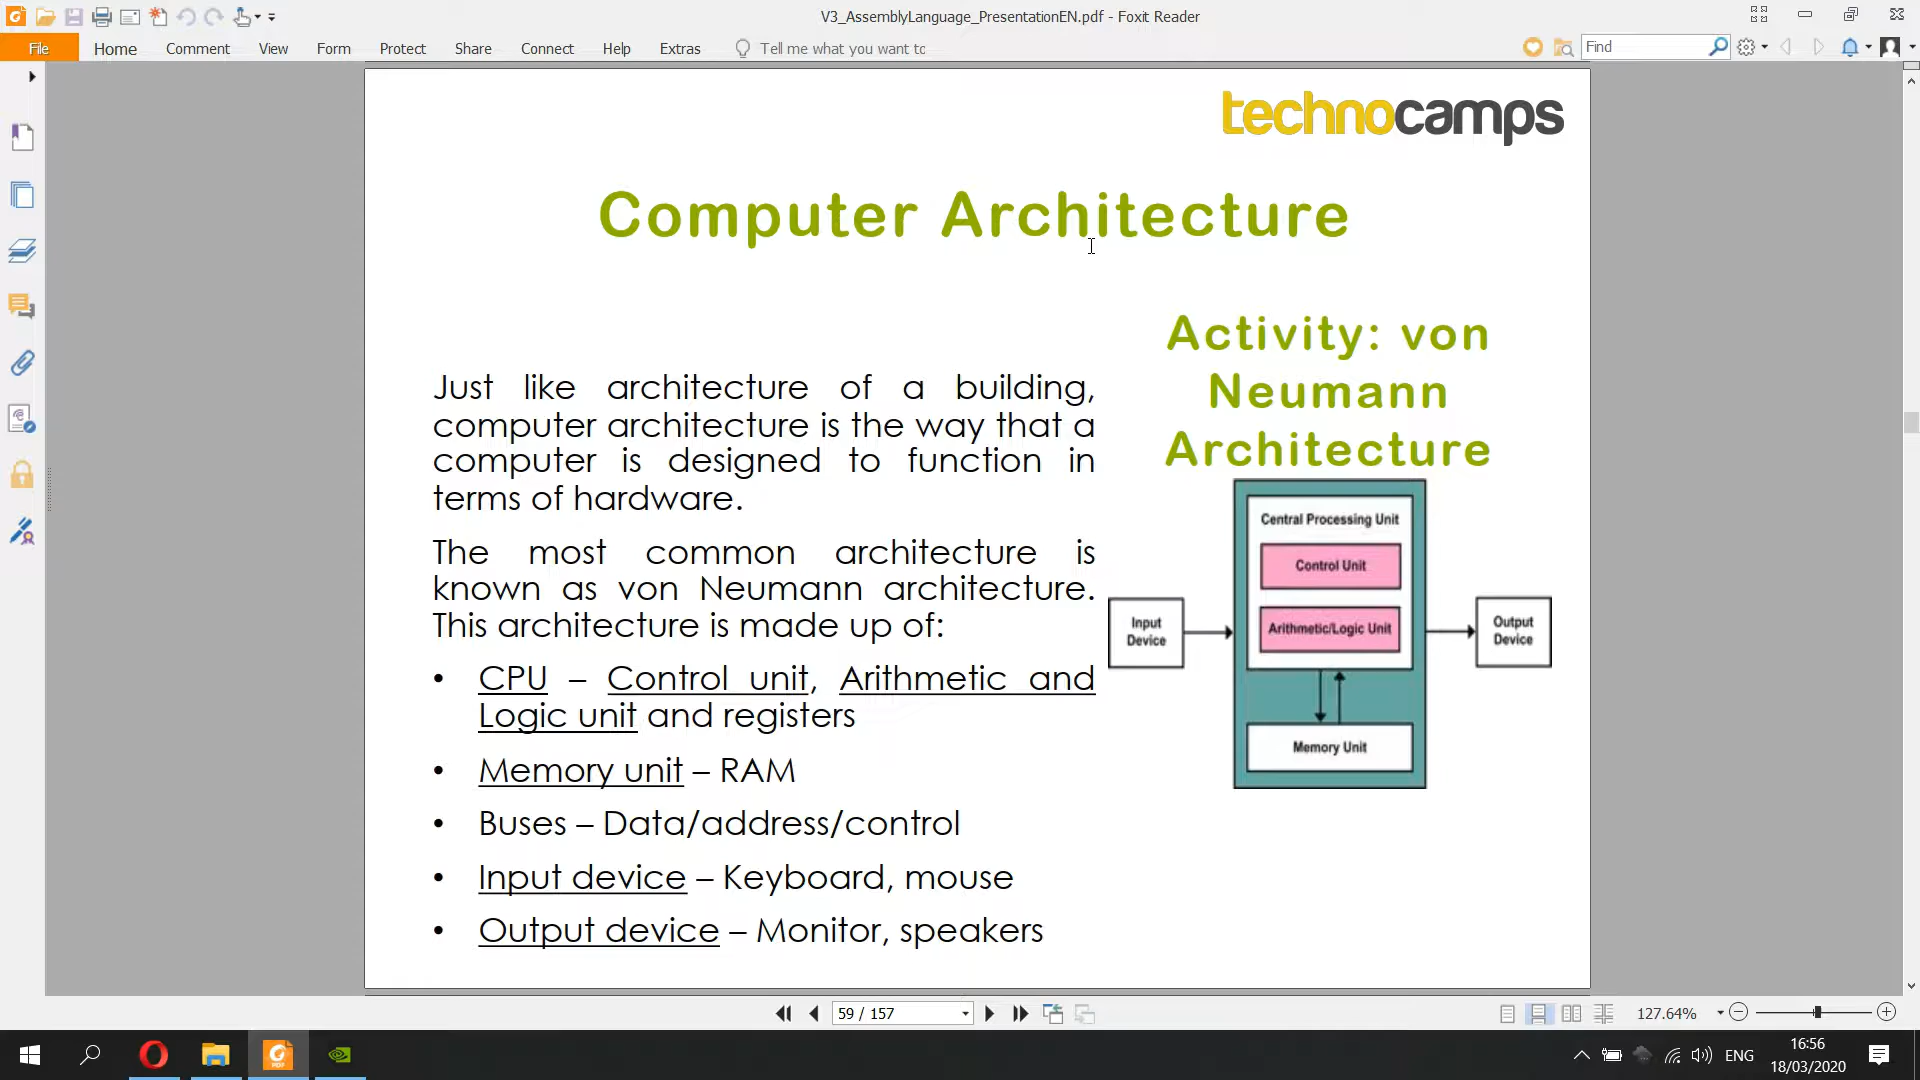 V3_AssemblyLanguage_PresentationEN.pdf - Foxit Reader
File Home Comment View Form Protect Share Connect Help Extras Tell me what you want to
Find
technocamps
Computer Architecture
Activity: von
Neumann
Architecture
Just like architecture of a building,
computer architecture is the way that a
computer is designed to function in
terms of hardware.
The most common architecture is
known as von Neumann architecture.
This architecture is made up of:
• CPU – Control unit, Arithmetic and
Logic unit and registers
• Memory unit – RAM
• Buses – Data/address/control
• Input device – Keyboard, mouse
• Output device – Monitor, speakers
Central Processing Unit
Control Unit
Arithmetic/Logic Unit
Input
Device
Output
Device
Memory Unit
59 / 157
127.64%
ENG
16:56
18/03/2020